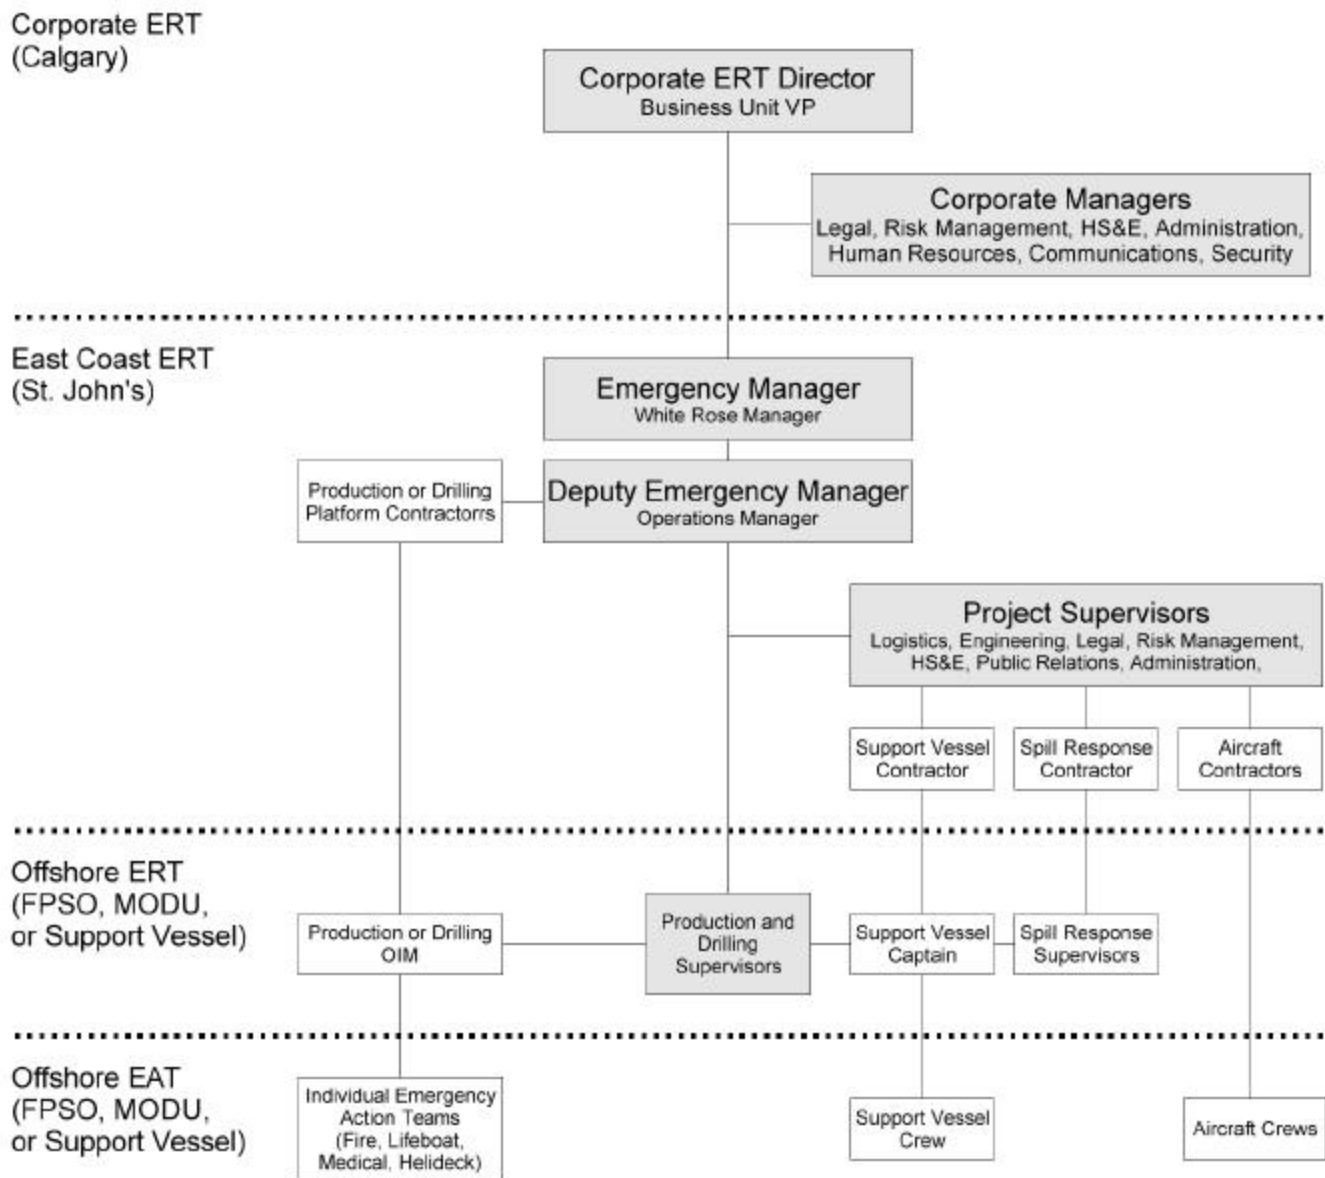 Corporate ERT
(Calgary)
Corporate ERT Director
Business Unit VP
Corporate Managers
Legal, Risk Management, HS&E, Administration,
Human Resources, Communications, Security
East Coast ERT
(St. John's)
Emergency Manager
White Rose Manager
Production or Drilling
Platform Contractorrs
Deputy Emergency Manager
Operations Manager
Project Supervisors
Logistics, Engineering, Legal, Risk Management,
HS&E, Public Relations, Administration,
Support Vessel
Contractor
Spill Response
Contractor
Aircraft
Contractors
Offshore ERT
(FPSO, MODU,
or Support Vessel)
Production or Drilling
OIM
Production and
Drilling
Supervisors
Support Vessel
Captain
Spill Response
Supervisors
Offshore EAT
(FPSO, MODU,
or Support Vessel)
Individual Emergency
Action Teams
(Fire, Lifeboat,
Medical, Helideck)
Support Vessel
Crew
Aircraft Crews